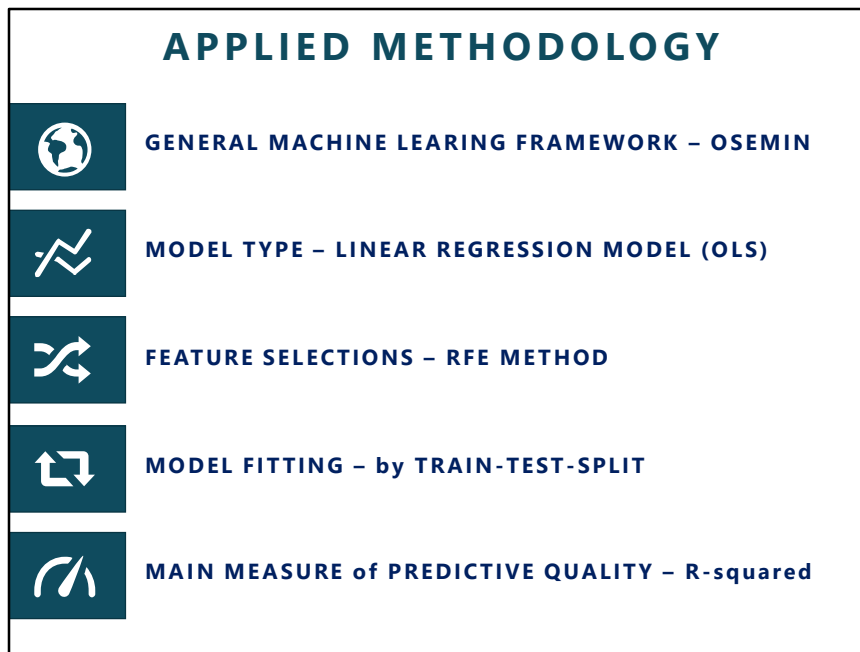 APPLIED METHODOLOGY
GENERAL MACHINE LEARING FRAMEWORK – OSEMIN
MODEL TYPE – LINEAR REGRESSION MODEL (OLS)
FEATURE SELECTIONS – RFE METHOD
MODEL FITTING – by TRAIN-TEST-SPLIT
MAIN MEASURE of PREDICTIVE QUALITY – R-squared